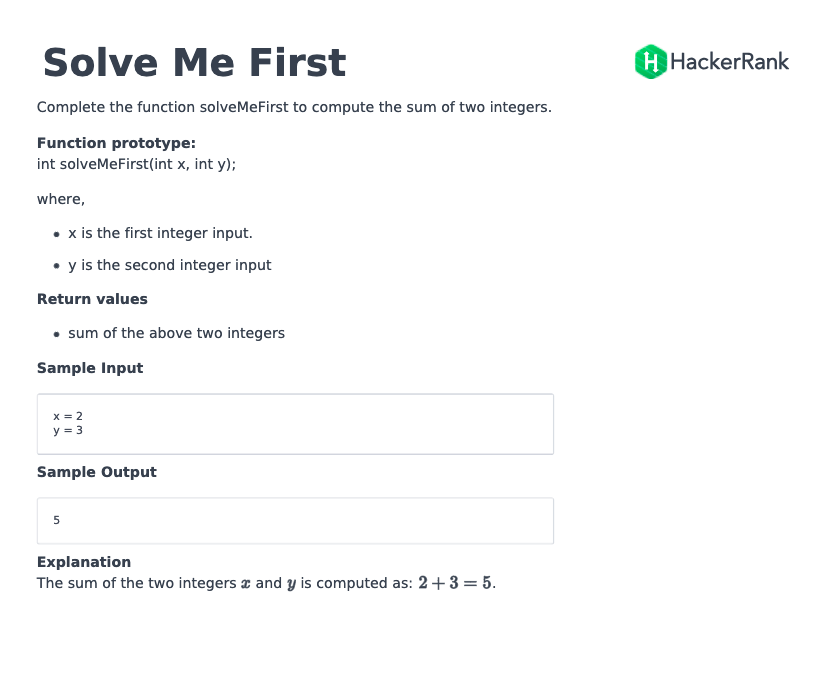 Solve Me First
HackerRank
Complete the function solveMeFirst to compute the sum of two integers.
Function prototype:
int solveMeFirst(int x, int y);
where,
• x is the first integer input.
• y is the second integer input
Return values
• sum of the above two integers
Sample Input
x = 2
y = 3
Sample Output
5
Explanation
The sum of the two integers x and y is computed as: 2 + 3 = 5.